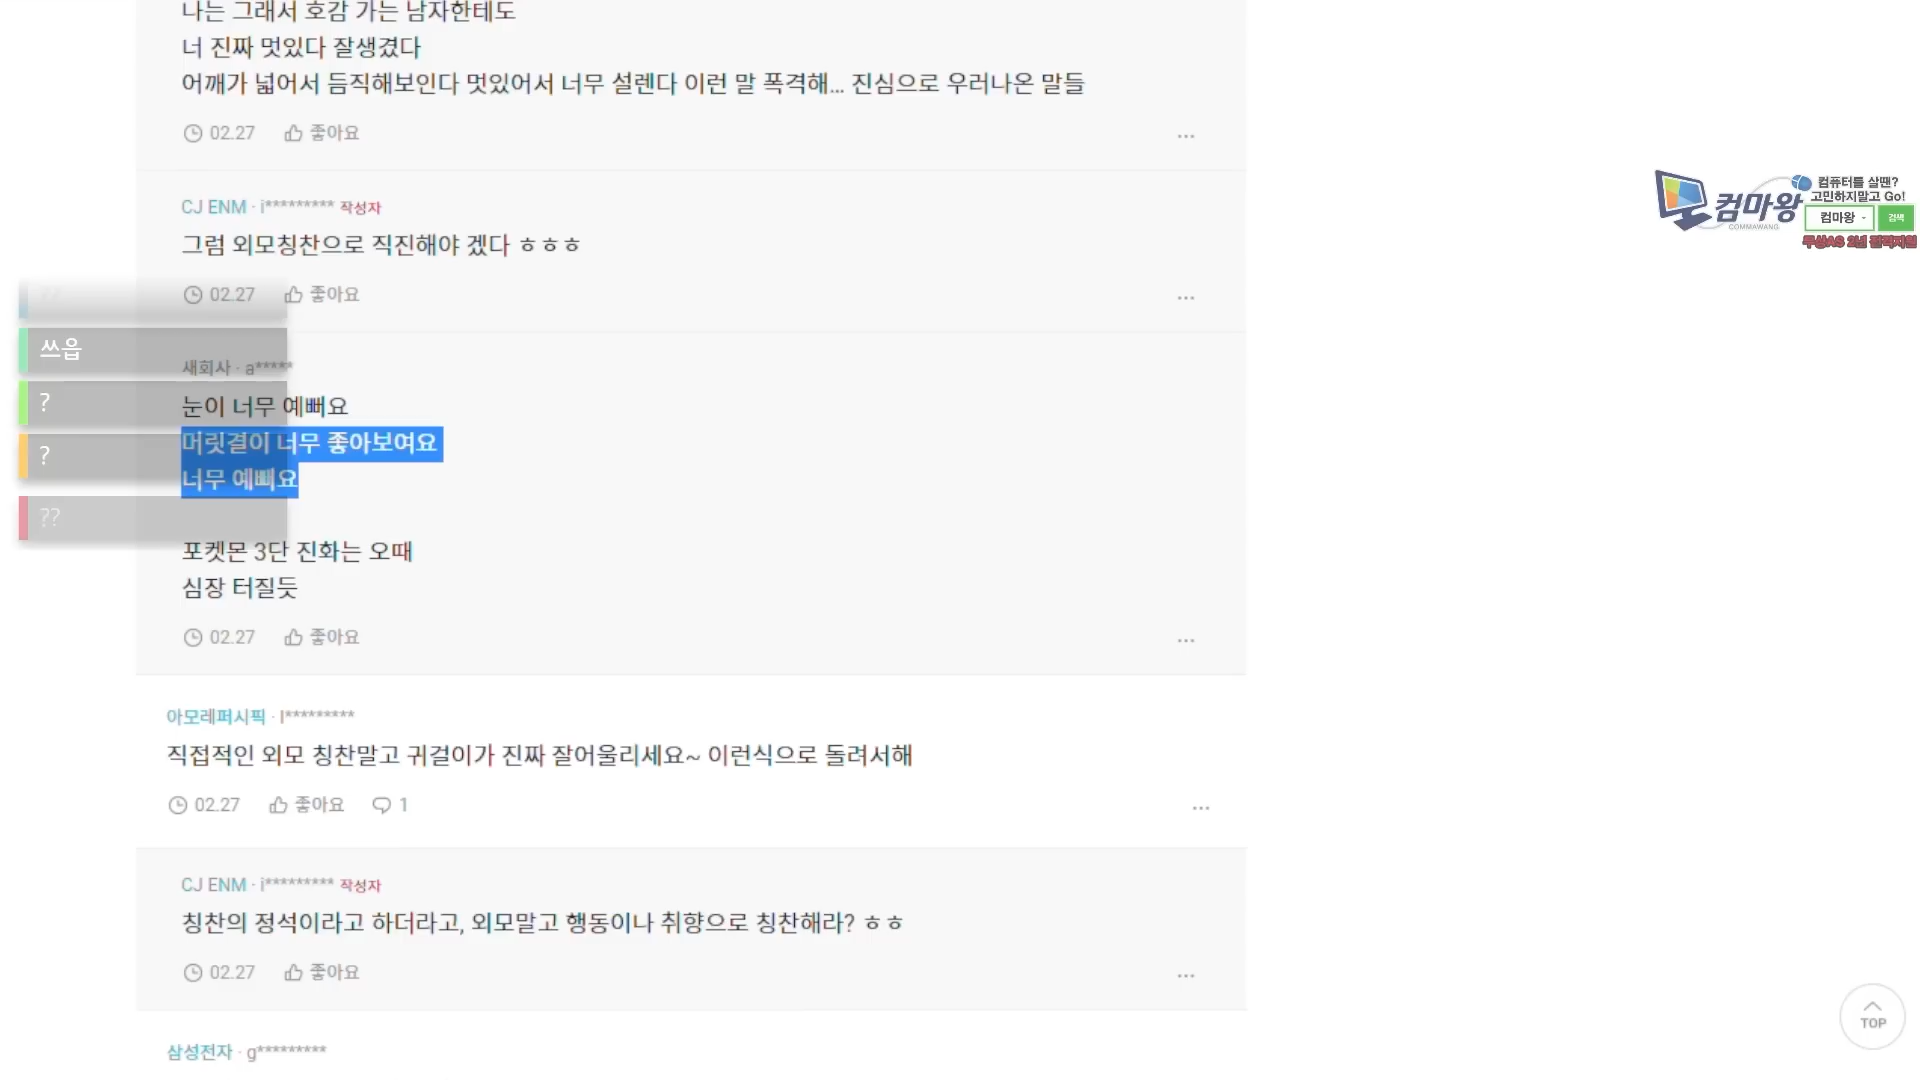 나는 그래서 호감 가는 남자한테도
너 진짜 멋있다 잘생겼다
어깨가 넓어서 듬직해보인다 멋있어서 너무 설렌다 이런 말 폭격해... 진심으로 우러나온 말들
02.27 좋아요
...
컴퓨터를 살땐?
고민하지말고 Go!
컴마왕
COMMAWANG
컴마왕
검색
무상AS 2년
CJ ENM · i********* 작성자
그럼 외모칭찬으로 직진해야 겠다 ㅎㅎㅎ
02.27 좋아요
...
??
쓰읍
?
?
??
새회사 · a*****
눈이 너무 예뻐요
머릿결이 너무 좋아보여요
너무 예삐요
포켓몬 3단 진화는 오때
심장 터질듯
02.27 좋아요
...
아모레퍼시픽 · l*********
직접적인 외모 칭찬말고 귀걸이가 진짜 잘어울리세요~ 이런식으로 돌려서해
02.27 좋아요 1
...
CJ ENM · i********* 작성자
칭찬의 정석이라고 하더라고, 외모말고 행동이나 취향으로 칭찬해라? ㅎㅎ
02.27 좋아요
...
TOP
삼성전자 · g*********